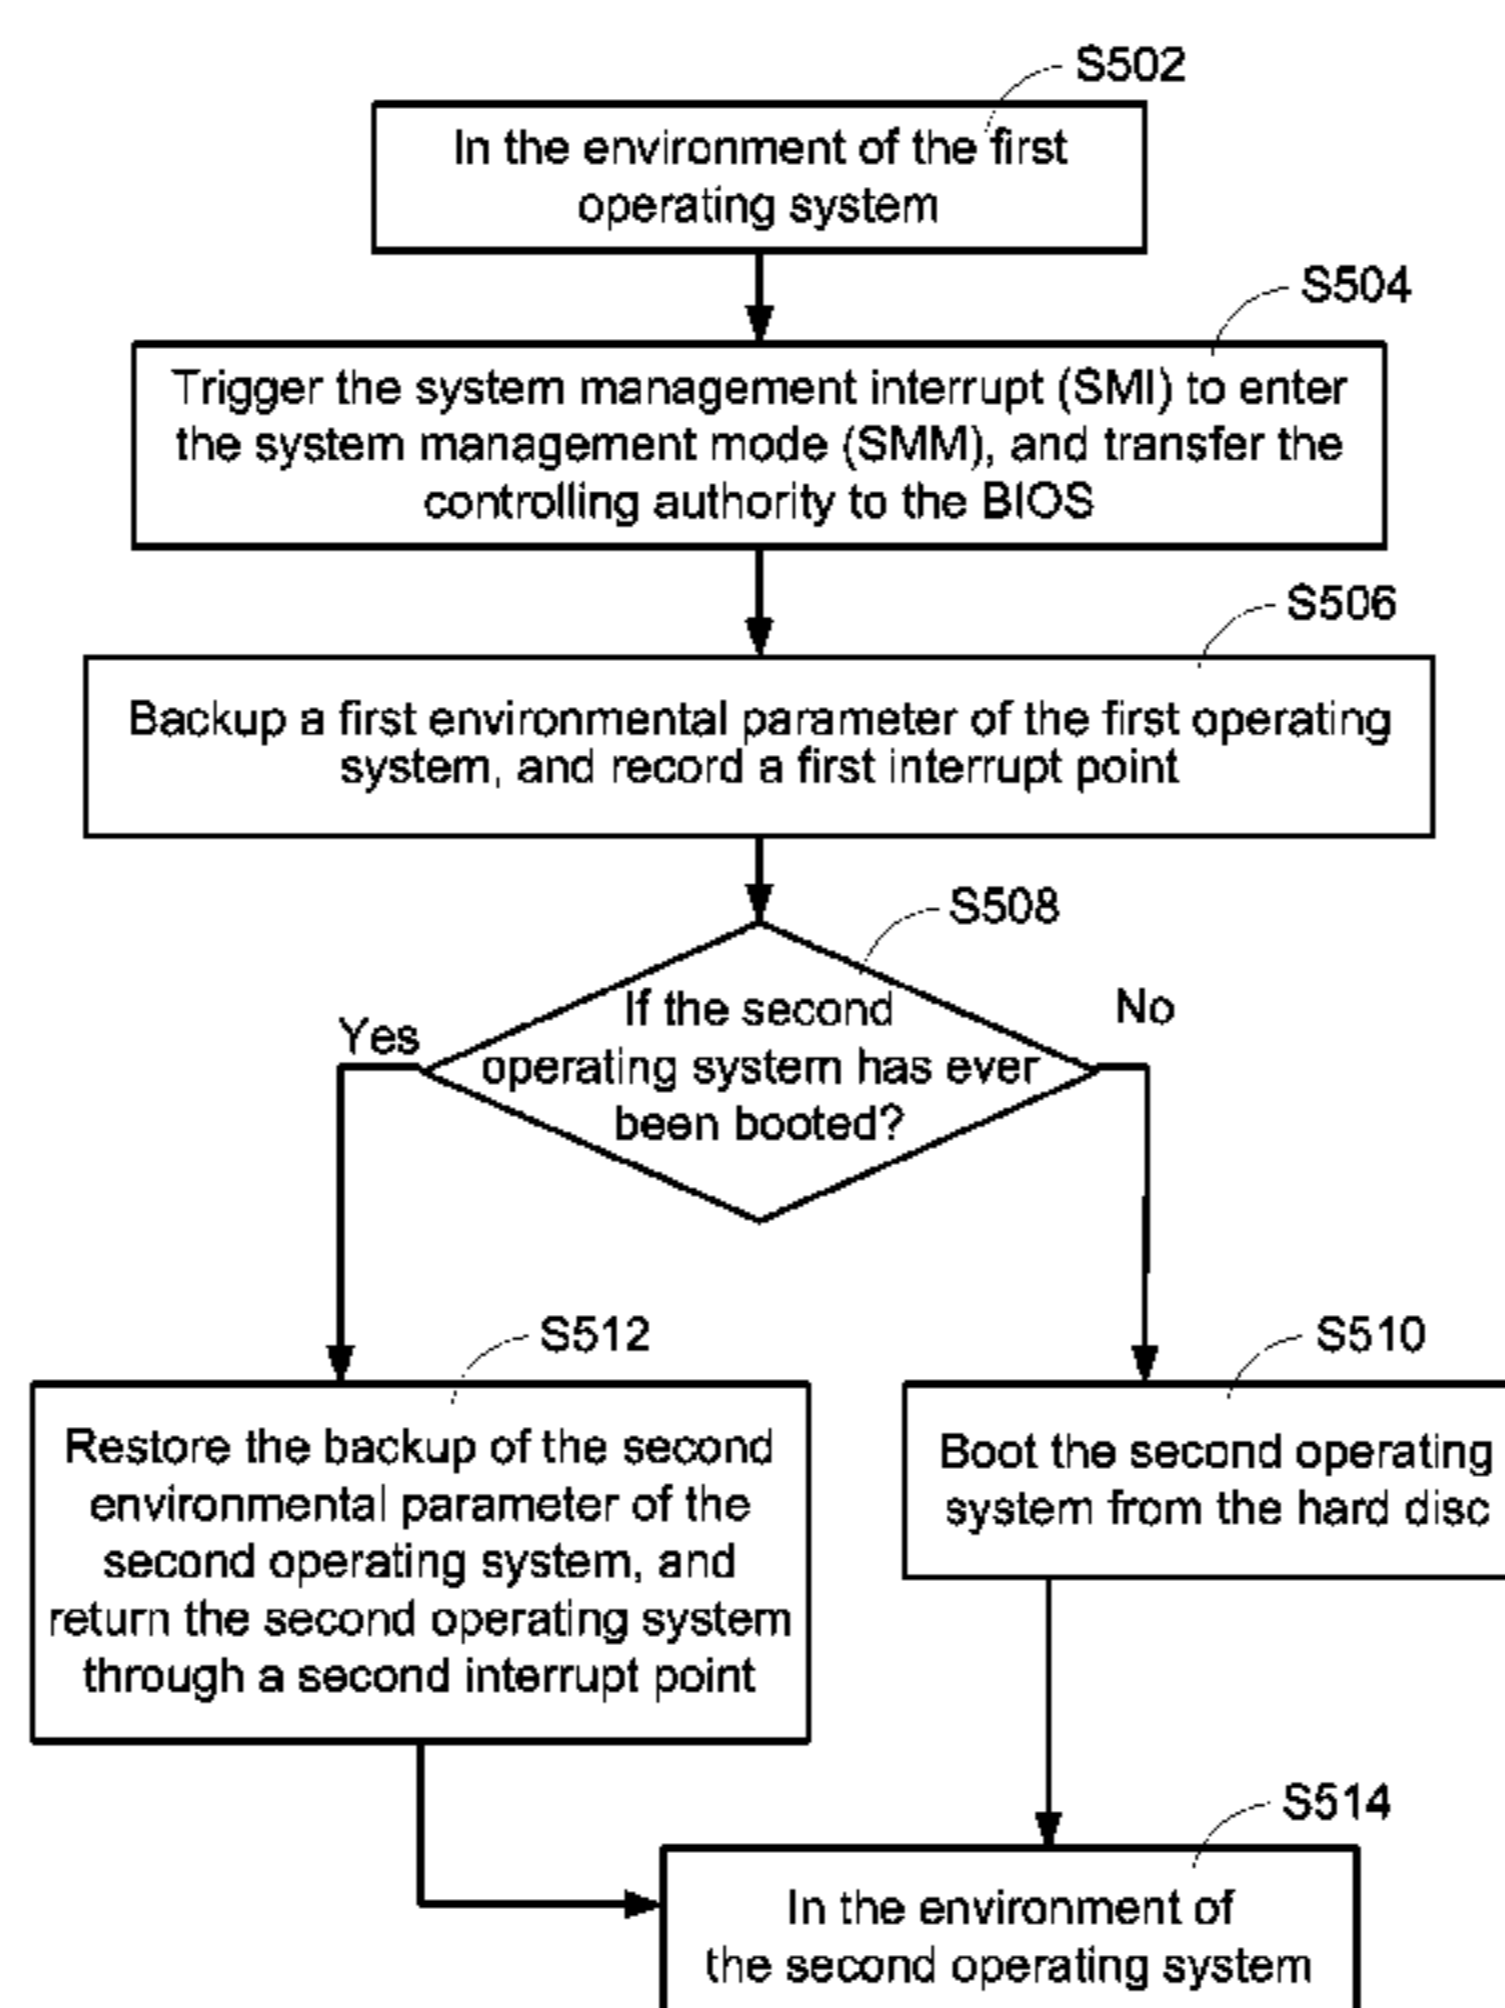 S502
In the environment of the first
operating system
S504
Trigger the system management interrupt (SMI) to enter
the system management mode (SMM), and transfer the
controlling authority to the BIOS
S506
Backup a first environmental parameter of the first operating
system, and record a first interrupt point
S508
If the second
operating system has ever
been booted?
Yes
No
S512
Restore the backup of the second
environmental parameter of the
second operating system, and
return the second operating system
through a second interrupt point
S510
Boot the second operating
system from the hard disc
S514
In the environment of
the second operating system